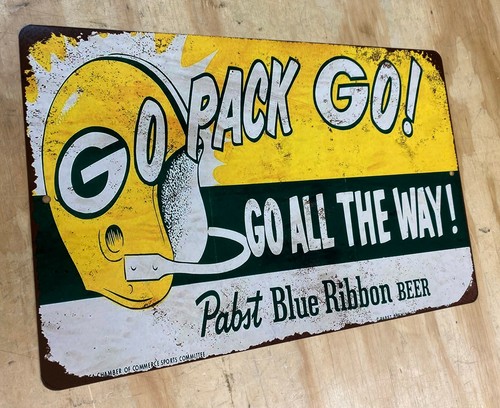 GO PACK GO!
G
GO ALL THE WAY!
Pabst Blue Ribbon BEER
CHAMBER OF COMMERCE SPORTS COMMITTEE